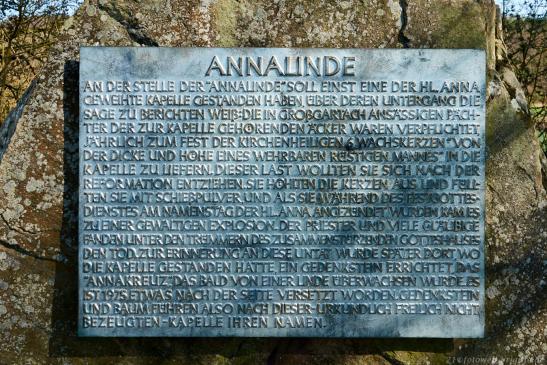 ANNALINDE
AN DER STELLE DER "ANNALINDE" SOLL EINST EINE DER HL. ANNA
GEWEIHTE KAPELLE GESTANDEN HABEN, ÜBER DEREN UNTERGANG DIE
SAGE ZU BERICHTEN WEIß: DIE IN GROßGARTACH ANSÄSSIGEN PÄCH-
TER DER ZUR KAPELLE GEHÖRENDEN ÄCKER WAREN VERPFLICHTET,
JÄHRLICH ZUM FEST DER KIRCHENHEILIGEN 4 WACHSKERZEN "VON
DER DICKE UND HÖHE EINES WEHRBAREN REISTIGEN MANNES" IN DIE
KAPELLE ZU LIEFERN. DIESER LAST WOLLTEN SIE SICH NACH DER
REFORMATION ENTZIEHEN. SIE HÖHLTEN DIE KERZEN AUS UND FÜLL-
TEN SIE MIT SCHIEßPULVER, UND ALS SIE WÄHREND DES FESTGOTTES-
DIENSTES AM NAMENSTAG DER HL. ANNA ANGEZÜNDET WURDEN, KAM ES
ZU EINER GEWALTIGEN EXPLOSION. DER PRIESTER UND VIELE GLÄUBIGE
FANDEN UNTER DEN TRÜMMERN DES ZUSAMMENSTÜRZENDEN GOTTESHAUSES
DEN TOD. ZUR ERINNERUNG AN DIESE UNTAT WURDE SPÄTER DORT, WO
DIE KAPELLE GESTANDEN HATTE, EIN GEDENKSTEIN ERRICHTET, DAS
"ANNAKREUZ", DAS BALD VON EINER LINDE ÜBERWACHSEN WURDE. ES
IST 1975 ETWAS NACH DER SEITE VERSETZT WORDEN. GEDENKSTEIN
UND BAUM FÜHREN ALSO NACH DIESER - URKUNDLICH FREILICH NICHT
BEZEUGTEN - KAPELLE IHREN NAMEN.